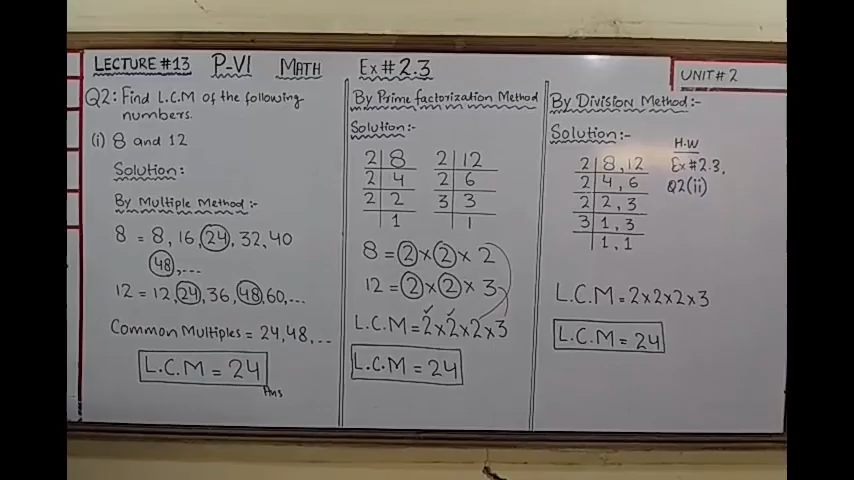 LECTURE #13 P-VI MATH Ex#2.3
UNIT# 2
Q2: Find L.C.M of the following
numbers.
(i) 8 and 12
Solution:
By Multiple Method:-
8 = 8, 16, 24, 32, 40
48, ...
12 = 12, 24, 36, 48, 60, ...
Common Multiples = 24, 48, ...
L.C.M = 24
Ans
By Prime factorization Method
Solution:-
2 | 8
2 | 4
2 | 2
| 1
2 | 12
2 | 6
3 | 3
| 1
8 = 2 × 2 × 2
12 = 2 × 2 × 3
L.C.M = 2 × 2 × 2 × 3
L.C.M = 24
By Division Method:-
Solution:-
2 | 8, 12
2 | 4, 6
2 | 2, 3
3 | 1, 3
| 1, 1
H.W
Ex#2.3,
Q2(ii)
L.C.M = 2×2×2×3
L.C.M = 24